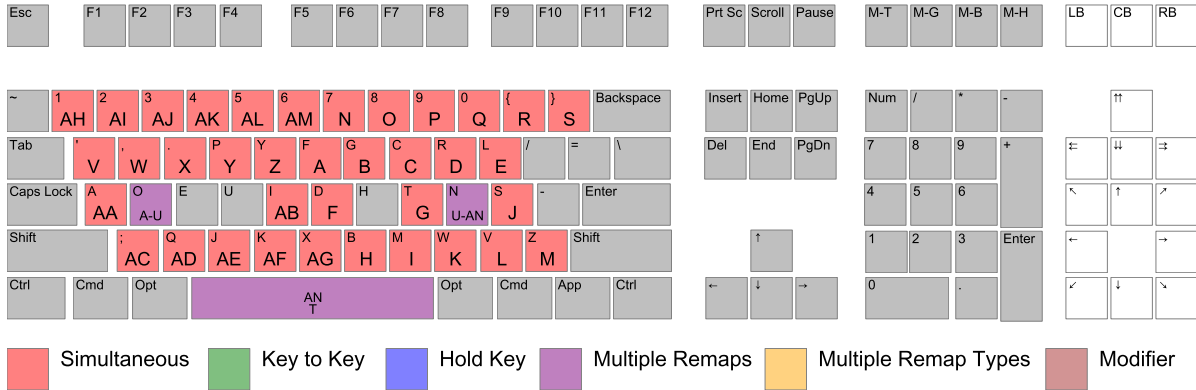 Esc F1 F2 F3 F4 F5 F6 F7 F8 F9 F10 F11 F12 Prt Sc Scroll Pause M-T M-G M-B M-H LB CB RB
~ 1 2 3 4 5 6 7 8 9 0 { } Backspace Insert Home PgUp Num / * - ⇈
AH AI AJ AK AL AM N O P Q R S
Tab ' , . P Y F G C R L / = \ Del End PgDn 7 8 9 + ⇇ ⇊ ⇉
V W X Y Z A B C D E
Caps Lock A O E U I D H T N S - Enter 4 5 6 ↖ ↑ ↗
AA A-U AB F G U-AN J
Shift ; Q J K X B M W V Z Shift ↑ 1 2 3 Enter ← →
AC AD AE AF AG H I K L M
Ctrl Cmd Opt Opt Cmd App Ctrl ← ↓ → 0 . ↙ ↓ ↘
AN
T
Simultaneous Key to Key Hold Key Multiple Remaps Multiple Remap Types Modifier